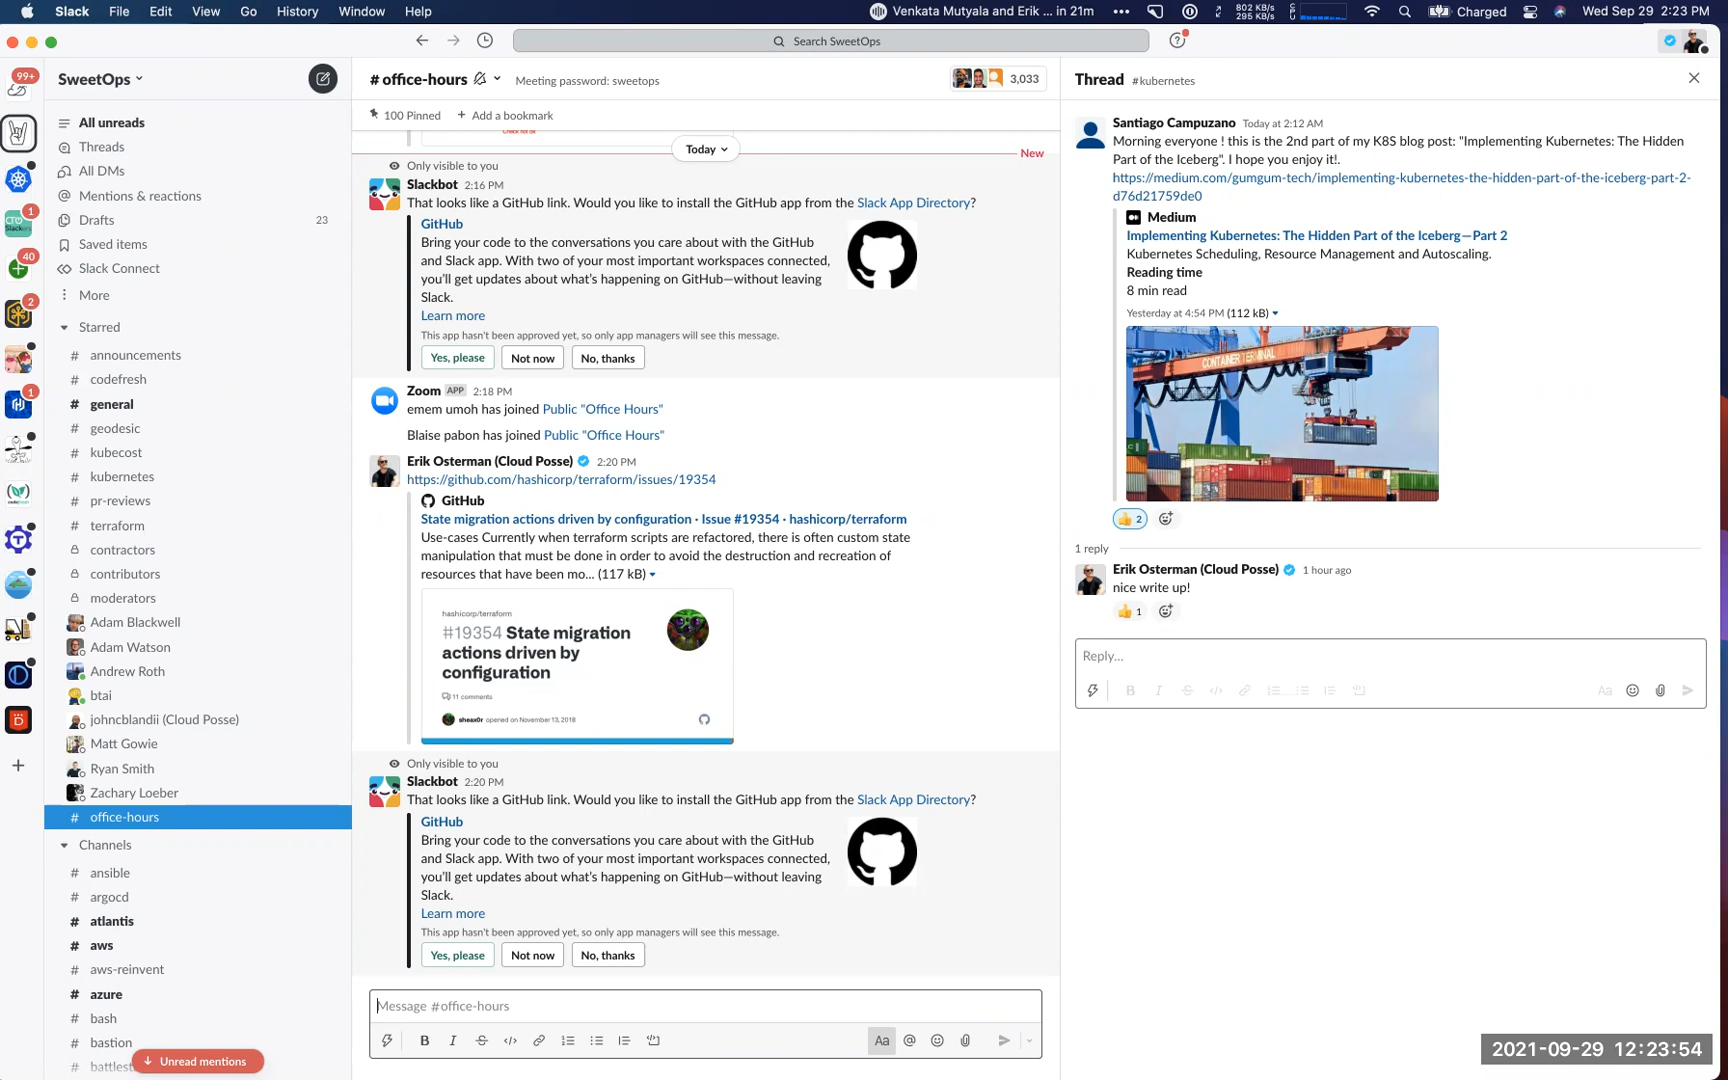 Slack File Edit View Go History Window Help
Venkata Mutyala and Erik ... in 21m
802 KB/s
295 KB/s
Charged
Wed Sep 29 2:23 PM
Search SweetOps
99+
1
40
2
1
SweetOps
All unreads
Threads
All DMs
Mentions & reactions
Drafts 23
Saved items
Slack Connect
More
Starred
# announcements
# codefresh
# general
# geodesic
# kubecost
# kubernetes
# pr-reviews
# terraform
contractors
contributors
moderators
Adam Blackwell
Adam Watson
Andrew Roth
btai
johncblandii (Cloud Posse)
Matt Gowie
Ryan Smith
Zachary Loeber
# office-hours
Channels
# ansible
# argocd
# atlantis
# aws
# aws-reinvent
# azure
# bash
# bastion
Unread mentions
# office-hours
Meeting password: sweetops
3,033
100 Pinned
+ Add a bookmark
Check not ok
Today
New
Only visible to you
Slackbot 2:16 PM
That looks like a GitHub link. Would you like to install the GitHub app from the Slack App Directory?
GitHub
Bring your code to the conversations you care about with the GitHub
and Slack app. With two of your most important workspaces connected,
you'll get updates about what's happening on GitHub—without leaving
Slack.
Learn more
This app hasn't been approved yet, so only app managers will see this message.
Yes, please Not now No, thanks
Zoom APP 2:18 PM
emem umoh has joined Public "Office Hours"
Blaise pabon has joined Public "Office Hours"
Erik Osterman (Cloud Posse) 2:20 PM
https://github.com/hashicorp/terraform/issues/19354
GitHub
State migration actions driven by configuration · Issue #19354 · hashicorp/terraform
Use-cases Currently when terraform scripts are refactored, there is often custom state
manipulation that must be done in order to avoid the destruction and recreation of
resources that have been mo... (117 kB)
hashicorp/terraform
#19354 State migration
actions driven by
configuration
11 comments
sheax0r opened on November 13, 2018
Only visible to you
Slackbot 2:20 PM
That looks like a GitHub link. Would you like to install the GitHub app from the Slack App Directory?
GitHub
Bring your code to the conversations you care about with the GitHub
and Slack app. With two of your most important workspaces connected,
you'll get updates about what's happening on GitHub—without leaving
Slack.
Learn more
This app hasn't been approved yet, so only app managers will see this message.
Yes, please Not now No, thanks
Message #office-hours
Thread #kubernetes
Santiago Campuzano Today at 2:12 AM
Morning everyone ! this is the 2nd part of my K8S blog post: "Implementing Kubernetes: The Hidden
Part of the Iceberg". I hope you enjoy it!.
https://medium.com/gumgum-tech/implementing-kubernetes-the-hidden-part-of-the-iceberg-part-2-
d76d21759de0
Medium
Implementing Kubernetes: The Hidden Part of the Iceberg—Part 2
Kubernetes Scheduling, Resource Management and Autoscaling.
Reading time
8 min read
Yesterday at 4:54 PM (112 kB)
CONTAINER TERMINAL
2
1 reply
Erik Osterman (Cloud Posse) 1 hour ago
nice write up!
1
Reply...
2021-09-29 12:23:54